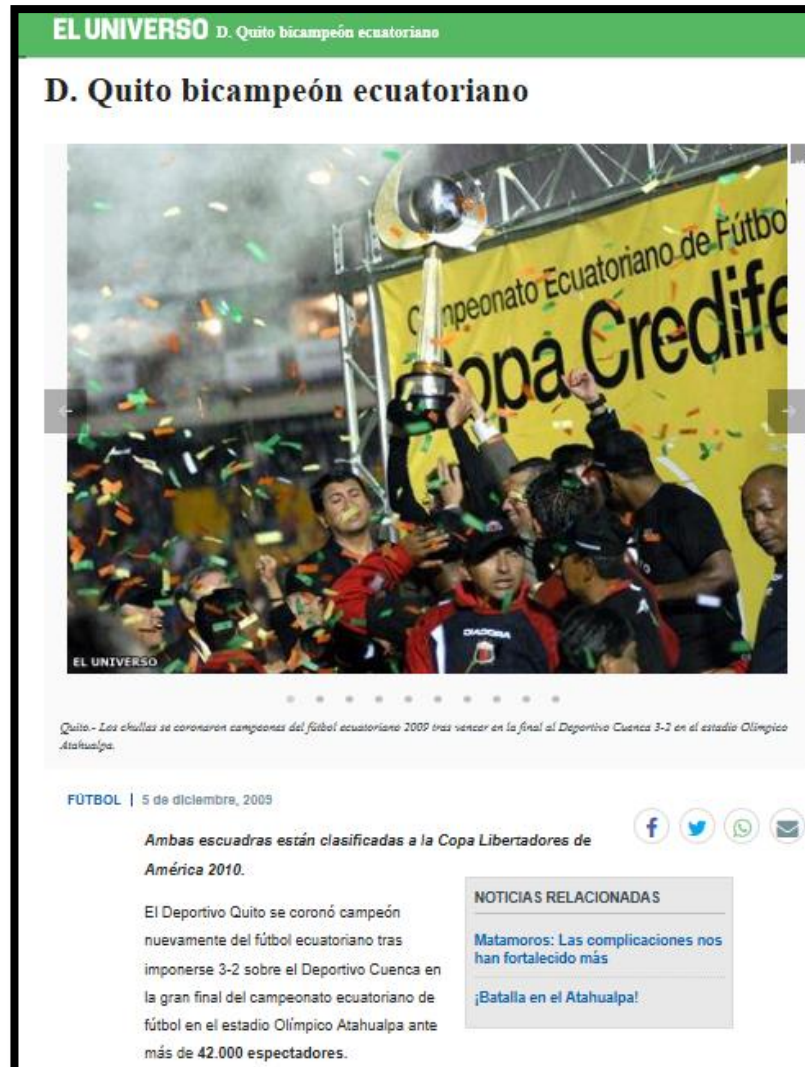 EL UNIVERSO D. Quito bicampeón ecuatoriano
D. Quito bicampeón ecuatoriano
Campeonato Ecuatoriano de Fútbo
Copa Credife
DIADORA
EL UNIVERSO
Quito.- Los chullas se coronaron campeones del fútbol ecuatoriano 2009 tras vencer en la final al Deportivo Cuenca 3-2 en el estadio Olímpico
Atahualpa.
FÚTBOL | 5 de diciembre, 2009
Ambas escuadras están clasificadas a la Copa Libertadores de
América 2010.
El Deportivo Quito se coronó campeón
nuevamente del fútbol ecuatoriano tras
imponerse 3-2 sobre el Deportivo Cuenca en
la gran final del campeonato ecuatoriano de
fútbol en el estadio Olímpico Atahualpa ante
más de 42.000 espectadores.
NOTICIAS RELACIONADAS
Matamoros: Las complicaciones nos
han fortalecido más
¡Batalla en el Atahualpa!